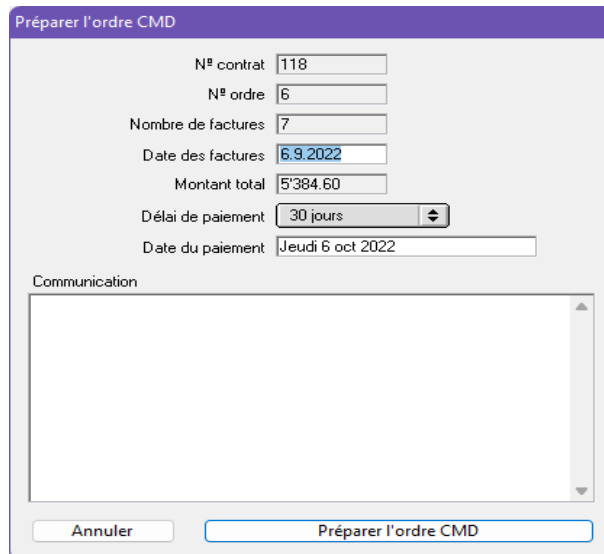 Préparer l'ordre CMD
Nº contrat 118
Nº ordre 6
Nombre de factures 7
Date des factures 6.9.2022
Montant total 5'384.60
Délai de paiement 30 jours
Date du paiement Jeudi 6 oct 2022
Communication
Annuler Préparer l'ordre CMD